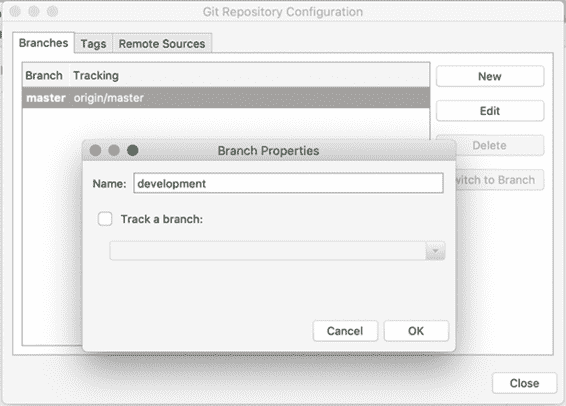 Git Repository Configuration
Branches Tags Remote Sources
Branch Tracking
master origin/master
New
Edit
Delete
witch to Branch
Branch Properties
Name: development
Track a branch:
Cancel OK
Close